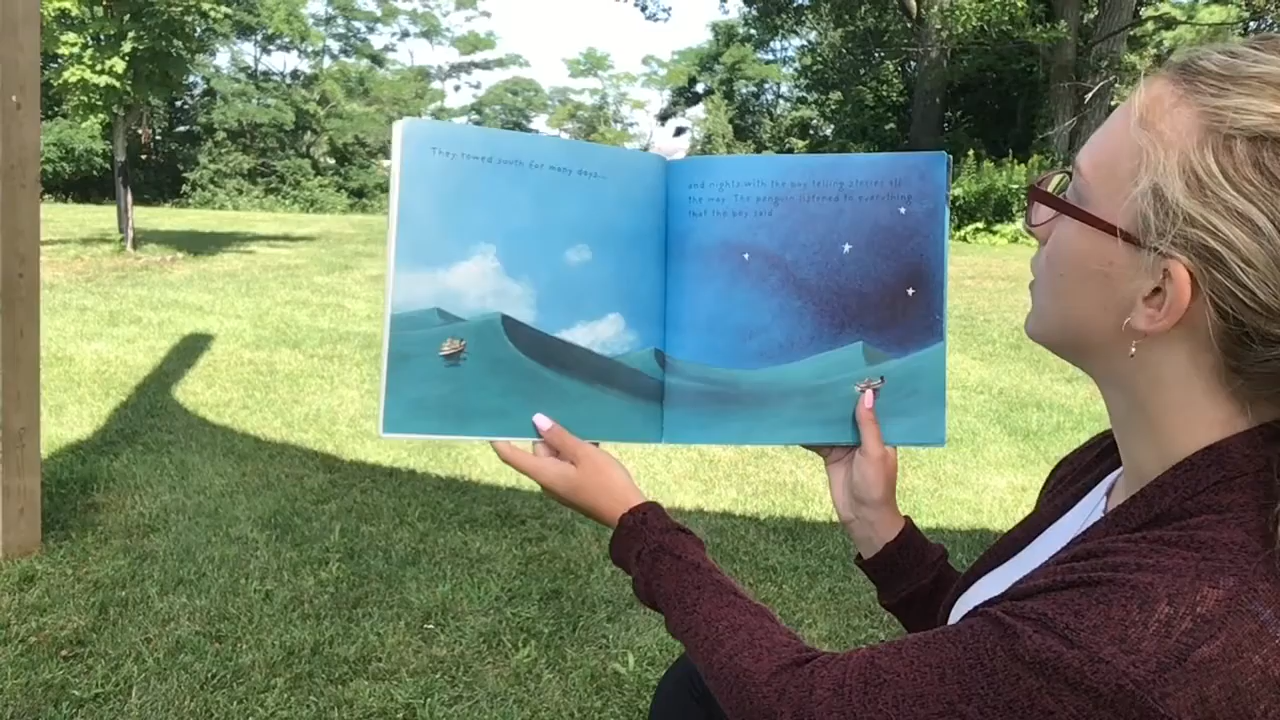 They rowed south for many days...
and nights with the boy telling stories all
the way. The penguin listened to everything
that the boy said